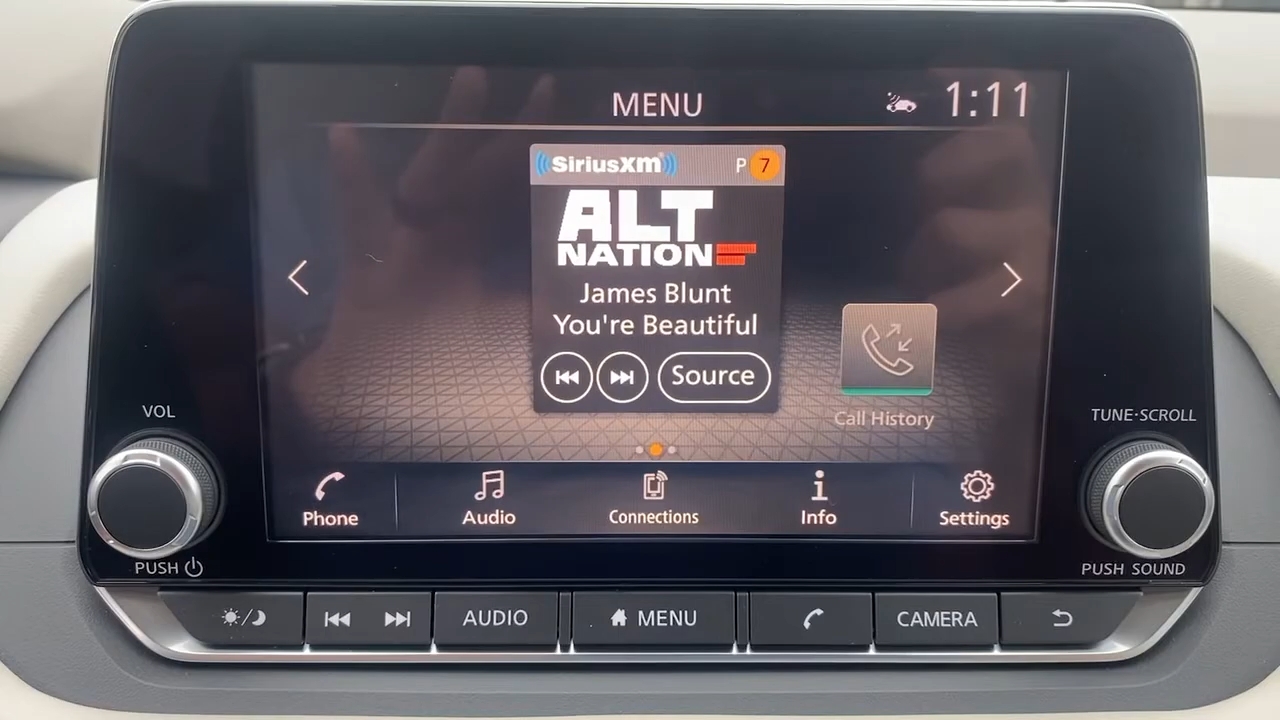 MENU
1:11
SiriusXm P 7
ALT
NATION
James Blunt
You're Beautiful
Source
Call History
VOL
TUNE·SCROLL
Phone
Audio
Connections
Info
Settings
PUSH
PUSH SOUND
AUDIO
MENU
CAMERA